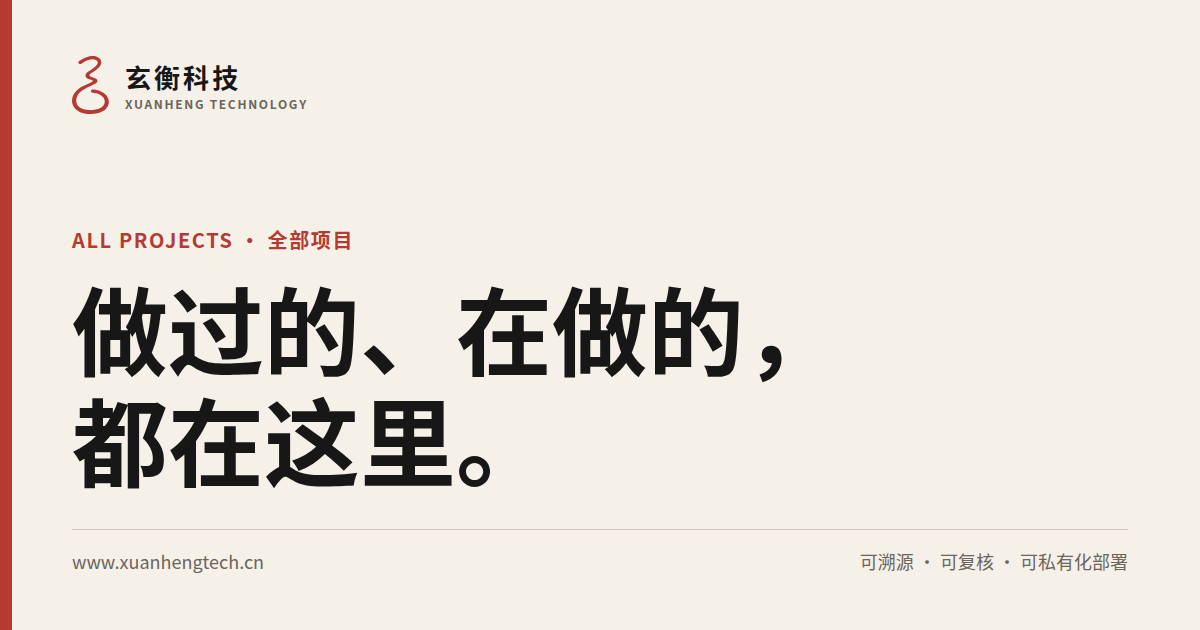 玄衡科技
XUANHENG TECHNOLOGY
ALL PROJECTS · 全部项目
做过的、在做的，
都在这里。
www.xuanhengtech.cn
可溯源 · 可复核 · 可私有化部署